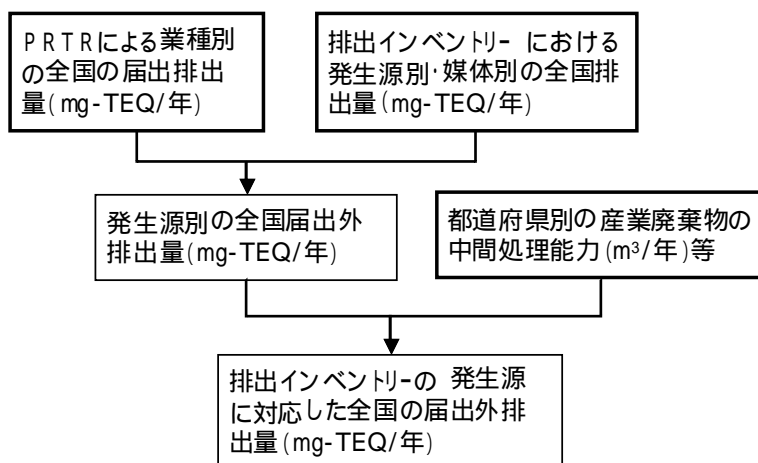 PRTRによる業種別
の全国の届出排出
量(mg-TEQ/年)
排出インベントリー における
発生源別･媒体別の全国排
出量(mg-TEQ/年)
発生源別の全国届出外
排出量(mg-TEQ/年)
都道府県別の産業廃棄物の
中間処理能力(m³/年)等
排出インベントリーの 発生源
に対応した全国の届出外排
出量(mg-TEQ/年)